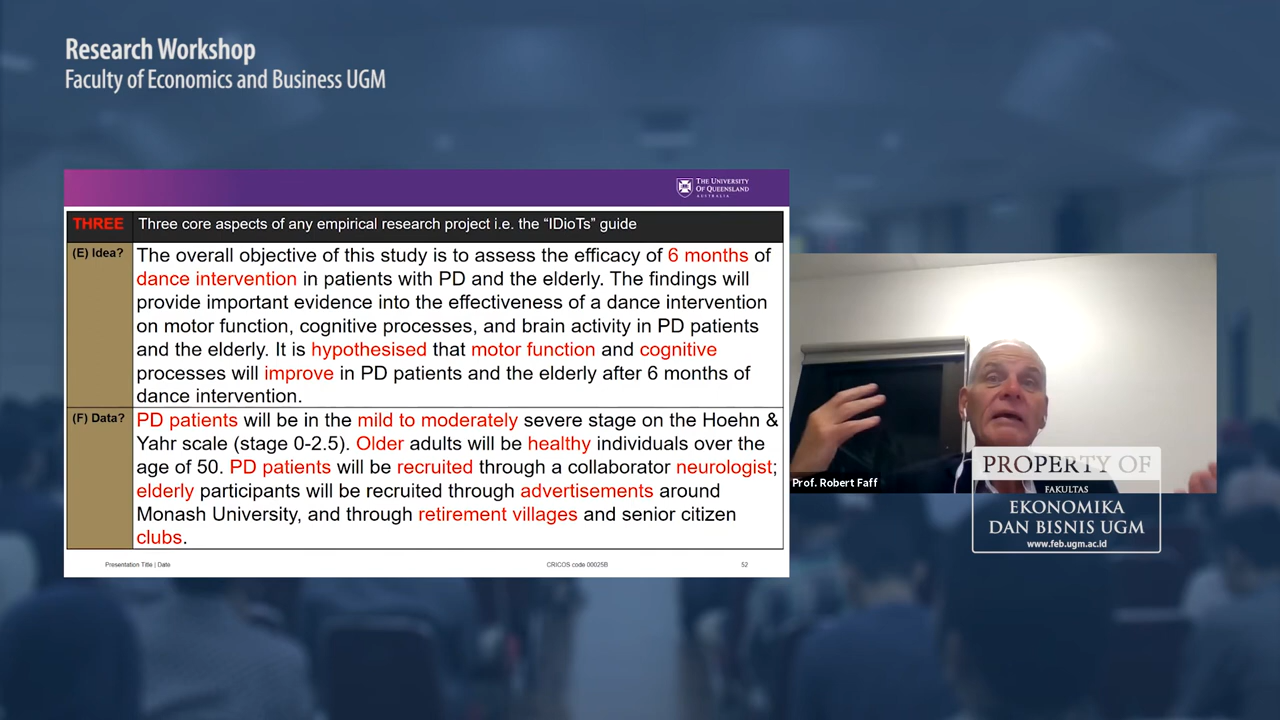 Research Workshop
Faculty of Economics and Business UGM
THE UNIVERSITY
OF QUEENSLAND
AUSTRALIA
THREE
Three core aspects of any empirical research project i.e. the “IDioTs” guide
(E) Idea?
The overall objective of this study is to assess the efficacy of 6 months of
dance intervention in patients with PD and the elderly. The findings will
provide important evidence into the effectiveness of a dance intervention
on motor function, cognitive processes, and brain activity in PD patients
and the elderly. It is hypothesised that motor function and cognitive
processes will improve in PD patients and the elderly after 6 months of
dance intervention.
(F) Data?
PD patients will be in the mild to moderately severe stage on the Hoehn &
Yahr scale (stage 0-2.5). Older adults will be healthy individuals over the
age of 50. PD patients will be recruited through a collaborator neurologist;
elderly participants will be recruited through advertisements around
Monash University, and through retirement villages and senior citizen
clubs.
Presentation Title | Date
CRICOS code 00025B
52
Prof. Robert Faff
PROPERTY OF
FAKULTAS
EKONOMIKA
DAN BISNIS UGM
www.feb.ugm.ac.id